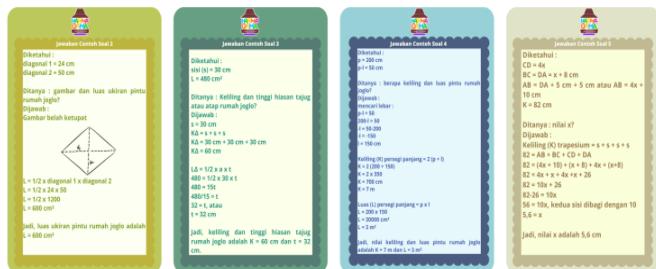 Jawaban Contoh Soal 2
Diketahui :
diagonal 1 = 24 cm
diagonal 2 = 50 cm
Ditanya : gambar dan luas ukiran pintu
rumah joglo?
Dijawab :
Gambar belah ketupat
L = 1/2 x diagonal 1 x diagonal 2
L = 1/2 x 24 x 50
L = 1/2 x 1200
L = 600 cm²
Jadi, luas ukiran pintu rumah joglo adalah
L = 600 cm²
Jawaban Contoh Soal 3
Diketahui :
sisi (s) = 30 cm
L = 480 cm²
Ditanya : Keliling dan tinggi hiasan tajug
atau atap rumah joglo?
Dijawab :
s = 30 cm
KΔ = s + s + s
KΔ = 30 cm + 30 cm + 30 cm
KΔ = 60 cm
LΔ = 1/2 x a x t
480 = 1/2 x 30 x t
480 = 15t
480/15 = t
32 = t, atau
t = 32 cm
Jadi, keliling dan tinggi hiasan tajug
rumah joglo adalah K = 60 cm dan t = 32
cm.
Jawaban Contoh Soal 4
Diketahui :
p = 200 cm
p-l = 50 cm
Ditanya : berapa keliling dan luas pintu rumah
joglo?
Dijawab :
mencari lebar :
p-l = 50
200-l = 50
-l = 50-200
-l = -150
l = 150 cm
Keliling (K) persegi panjang = 2 (p + l)
K = 2 (200 + 150)
K = 2 x 350
K = 700 cm
K = 7 m
Luas (L) persegi panjang = p x l
L = 200 x 150
L = 30000 cm²
L = 3 m²
Jadi, nilai keliling dan luas pintu rumah joglo
adalah K = 7 m dan L = 3 m²
Jawaban Contoh Soal 5
Diketahui :
CD = 4x
BC = DA = x + 8 cm
AB = DA + 5 cm + 5 cm atau AB = 4x +
10 cm
K = 82 cm
Ditanya : nilai x?
Dijawab :
Keliling (K) trapesium = s + s + s + s
82 = AB + BC + CD + DA
82 = (4x + 10) + (x + 8) + 4x + (x+8)
82 = 4x + x + 4x +x + 26
82 = 10x + 26
82-26 = 10x
56 = 10x, kedua sisi dibagi dengan 10
5,6 = x
Jadi, nilai x adalah 5,6 cm